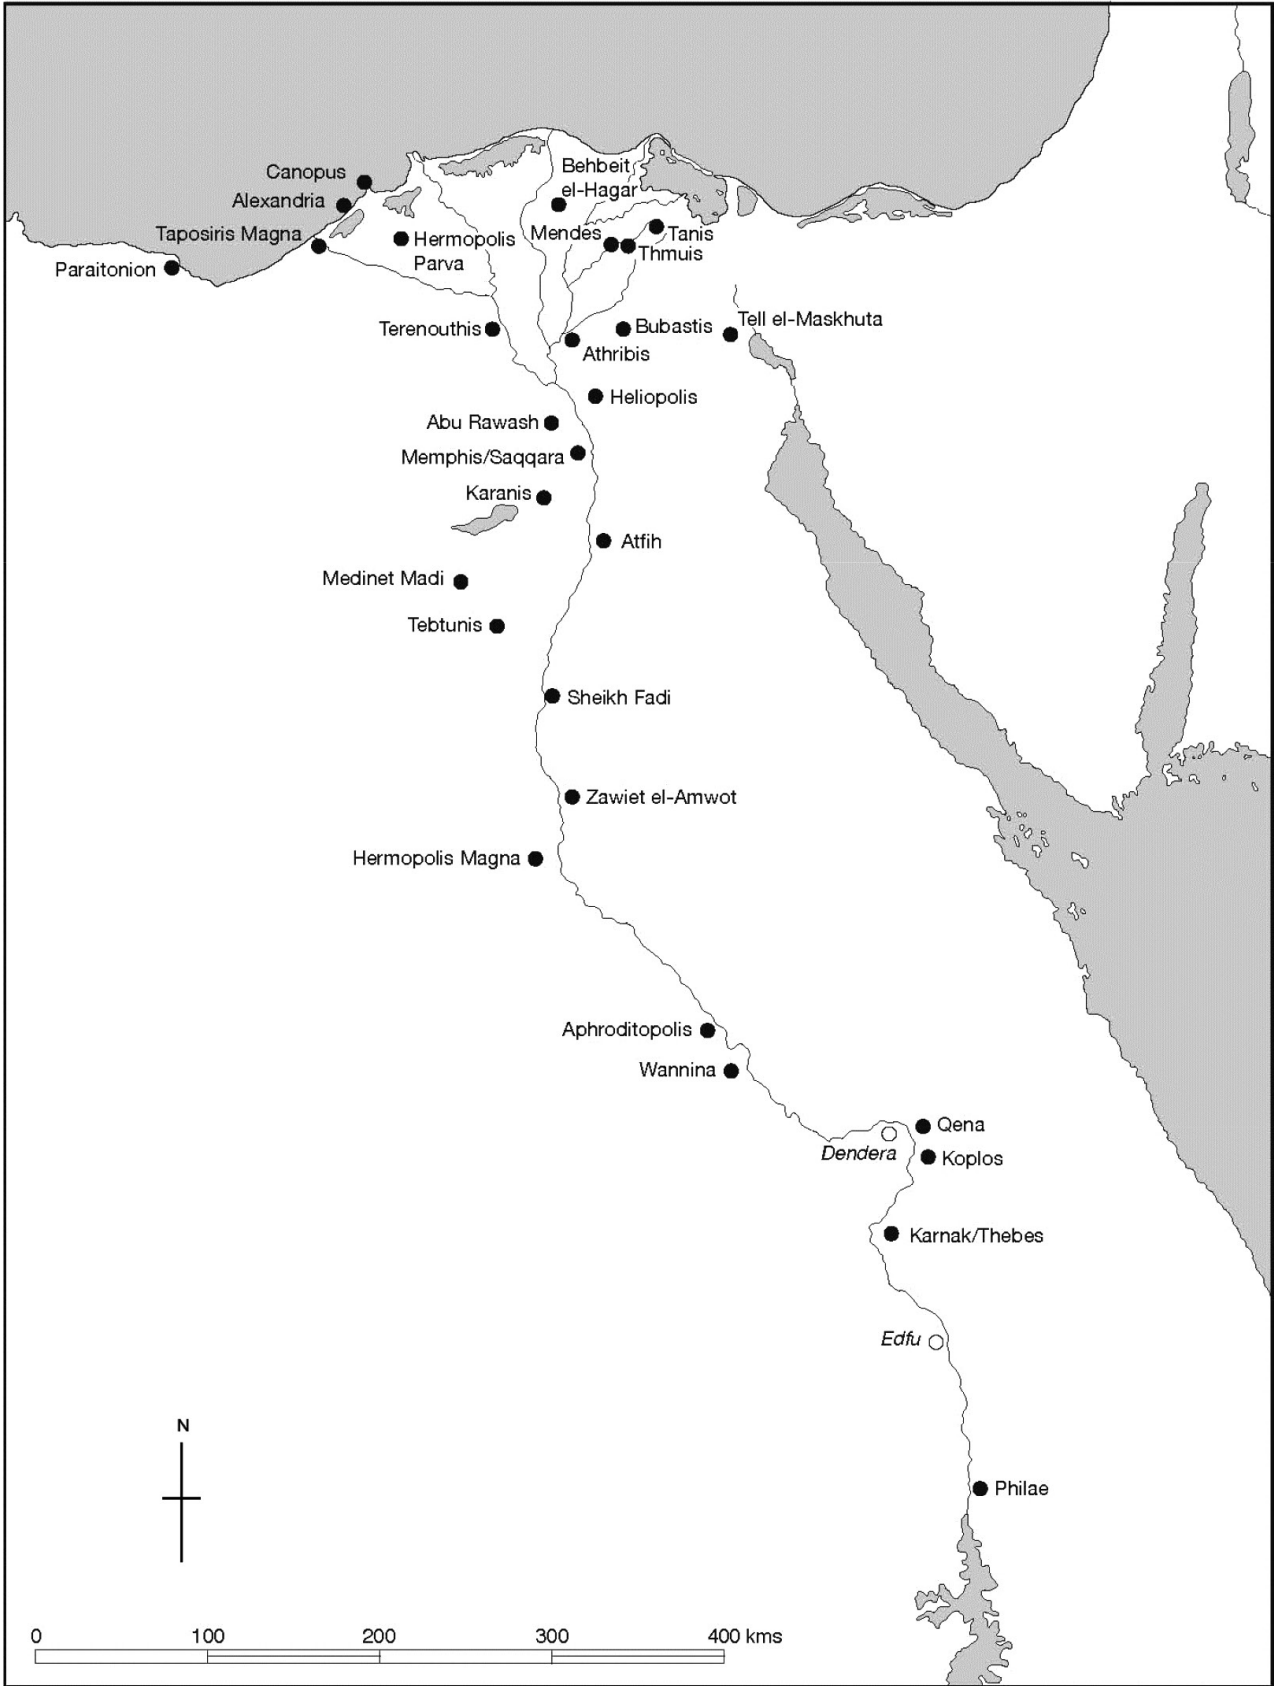 Canopus
Behbeit
el-Hagar
Alexandria
Taposiris Magna
Hermopolis
Parva
Mendes
Tanis
Thmuis
Paraitonion
Terenouthis
Bubastis
Tell el-Maskhuta
Athribis
Heliopolis
Abu Rawash
Memphis/Saqqara
Karanis
Atfih
Medinet Madi
Tebtunis
Sheikh Fadi
Zawiet el-Amwot
Hermopolis Magna
Aphroditopolis
Wannina
Qena
Dendera
Koplos
Karnak/Thebes
Edfu
N
Philae
0 100 200 300 400 kms